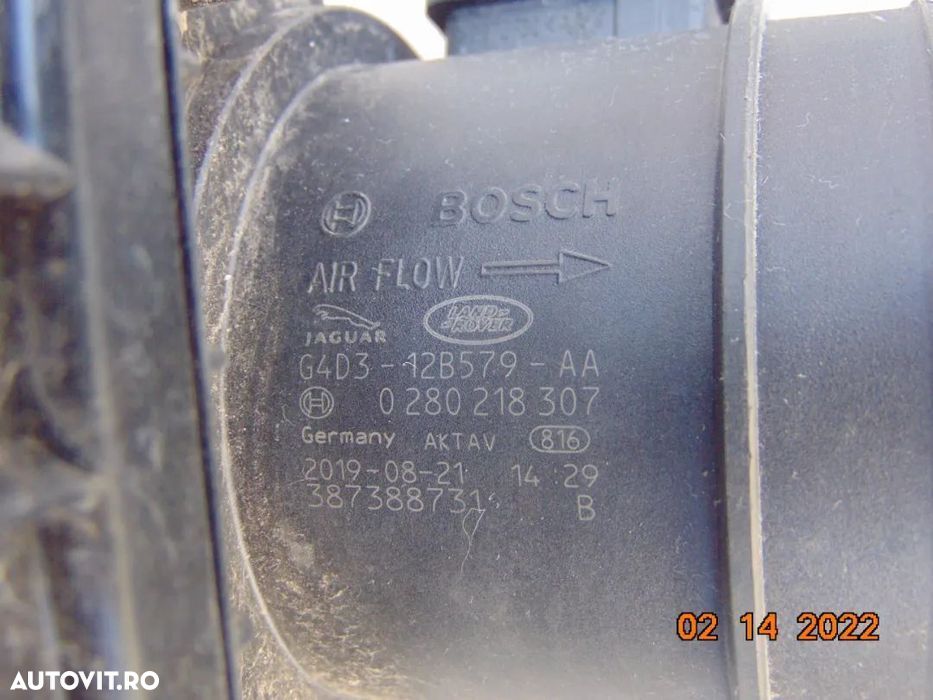 BOSCH
AIR FLOW
JAGUAR
LAND ROVER
G4D3-12B579-AA
0 280 218 307
Germany AKTAV 816
2019-08-21 14:29
387388731
B
02 14 2022
AUTOVIT.RO